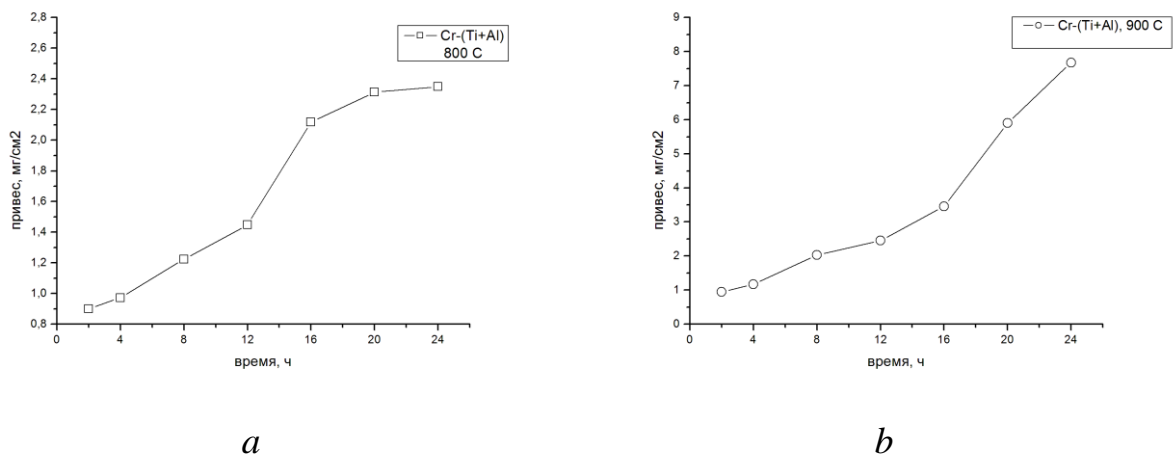 2,8
2,6
2,4
2,2
2,0
1,8
1,6
1,4
1,2
1,0
0,8
привес, мг/см2
0 4 8 12 16 20 24
время, ч
Cr-(Ti+Al)
800 C
a
9
8
7
6
5
4
3
2
1
0
привес, мг/см2
0 4 8 12 16 20 24
время, ч
Cr-(Ti+Al), 900 C
b